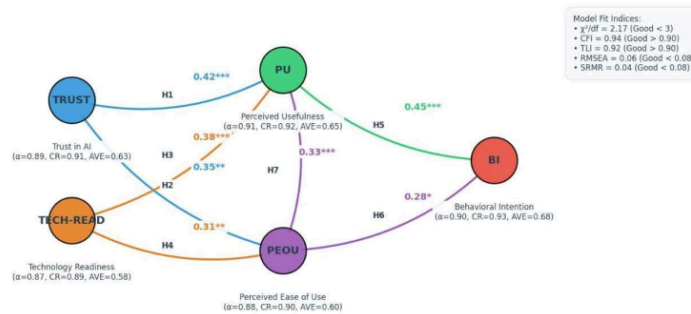 Model Fit Indices:
• χ²/df = 2.17 (Good < 3)
• CFI = 0.94 (Good > 0.90)
• TLI = 0.92 (Good > 0.90)
• RMSEA = 0.06 (Good < 0.08
• SRMR = 0.04 (Good < 0.08)
PU
0.42***
TRUST
H1
0.45***
Perceived Usefulness
(α=0.91, CR=0.92, AVE=0.65)
H5
0.38***
Trust in AI
(α=0.89, CR=0.91, AVE=0.63)
H3
0.33***
BI
0.35**
H7
H2
0.28*
Behavioral Intention
(α=0.90, CR=0.93, AVE=0.68)
TECH-READ
0.31**
H6
H4
PEOU
Technology Readiness
(α=0.87, CR=0.89, AVE=0.58)
Perceived Ease of Use
(α=0.88, CR=0.90, AVE=0.60)